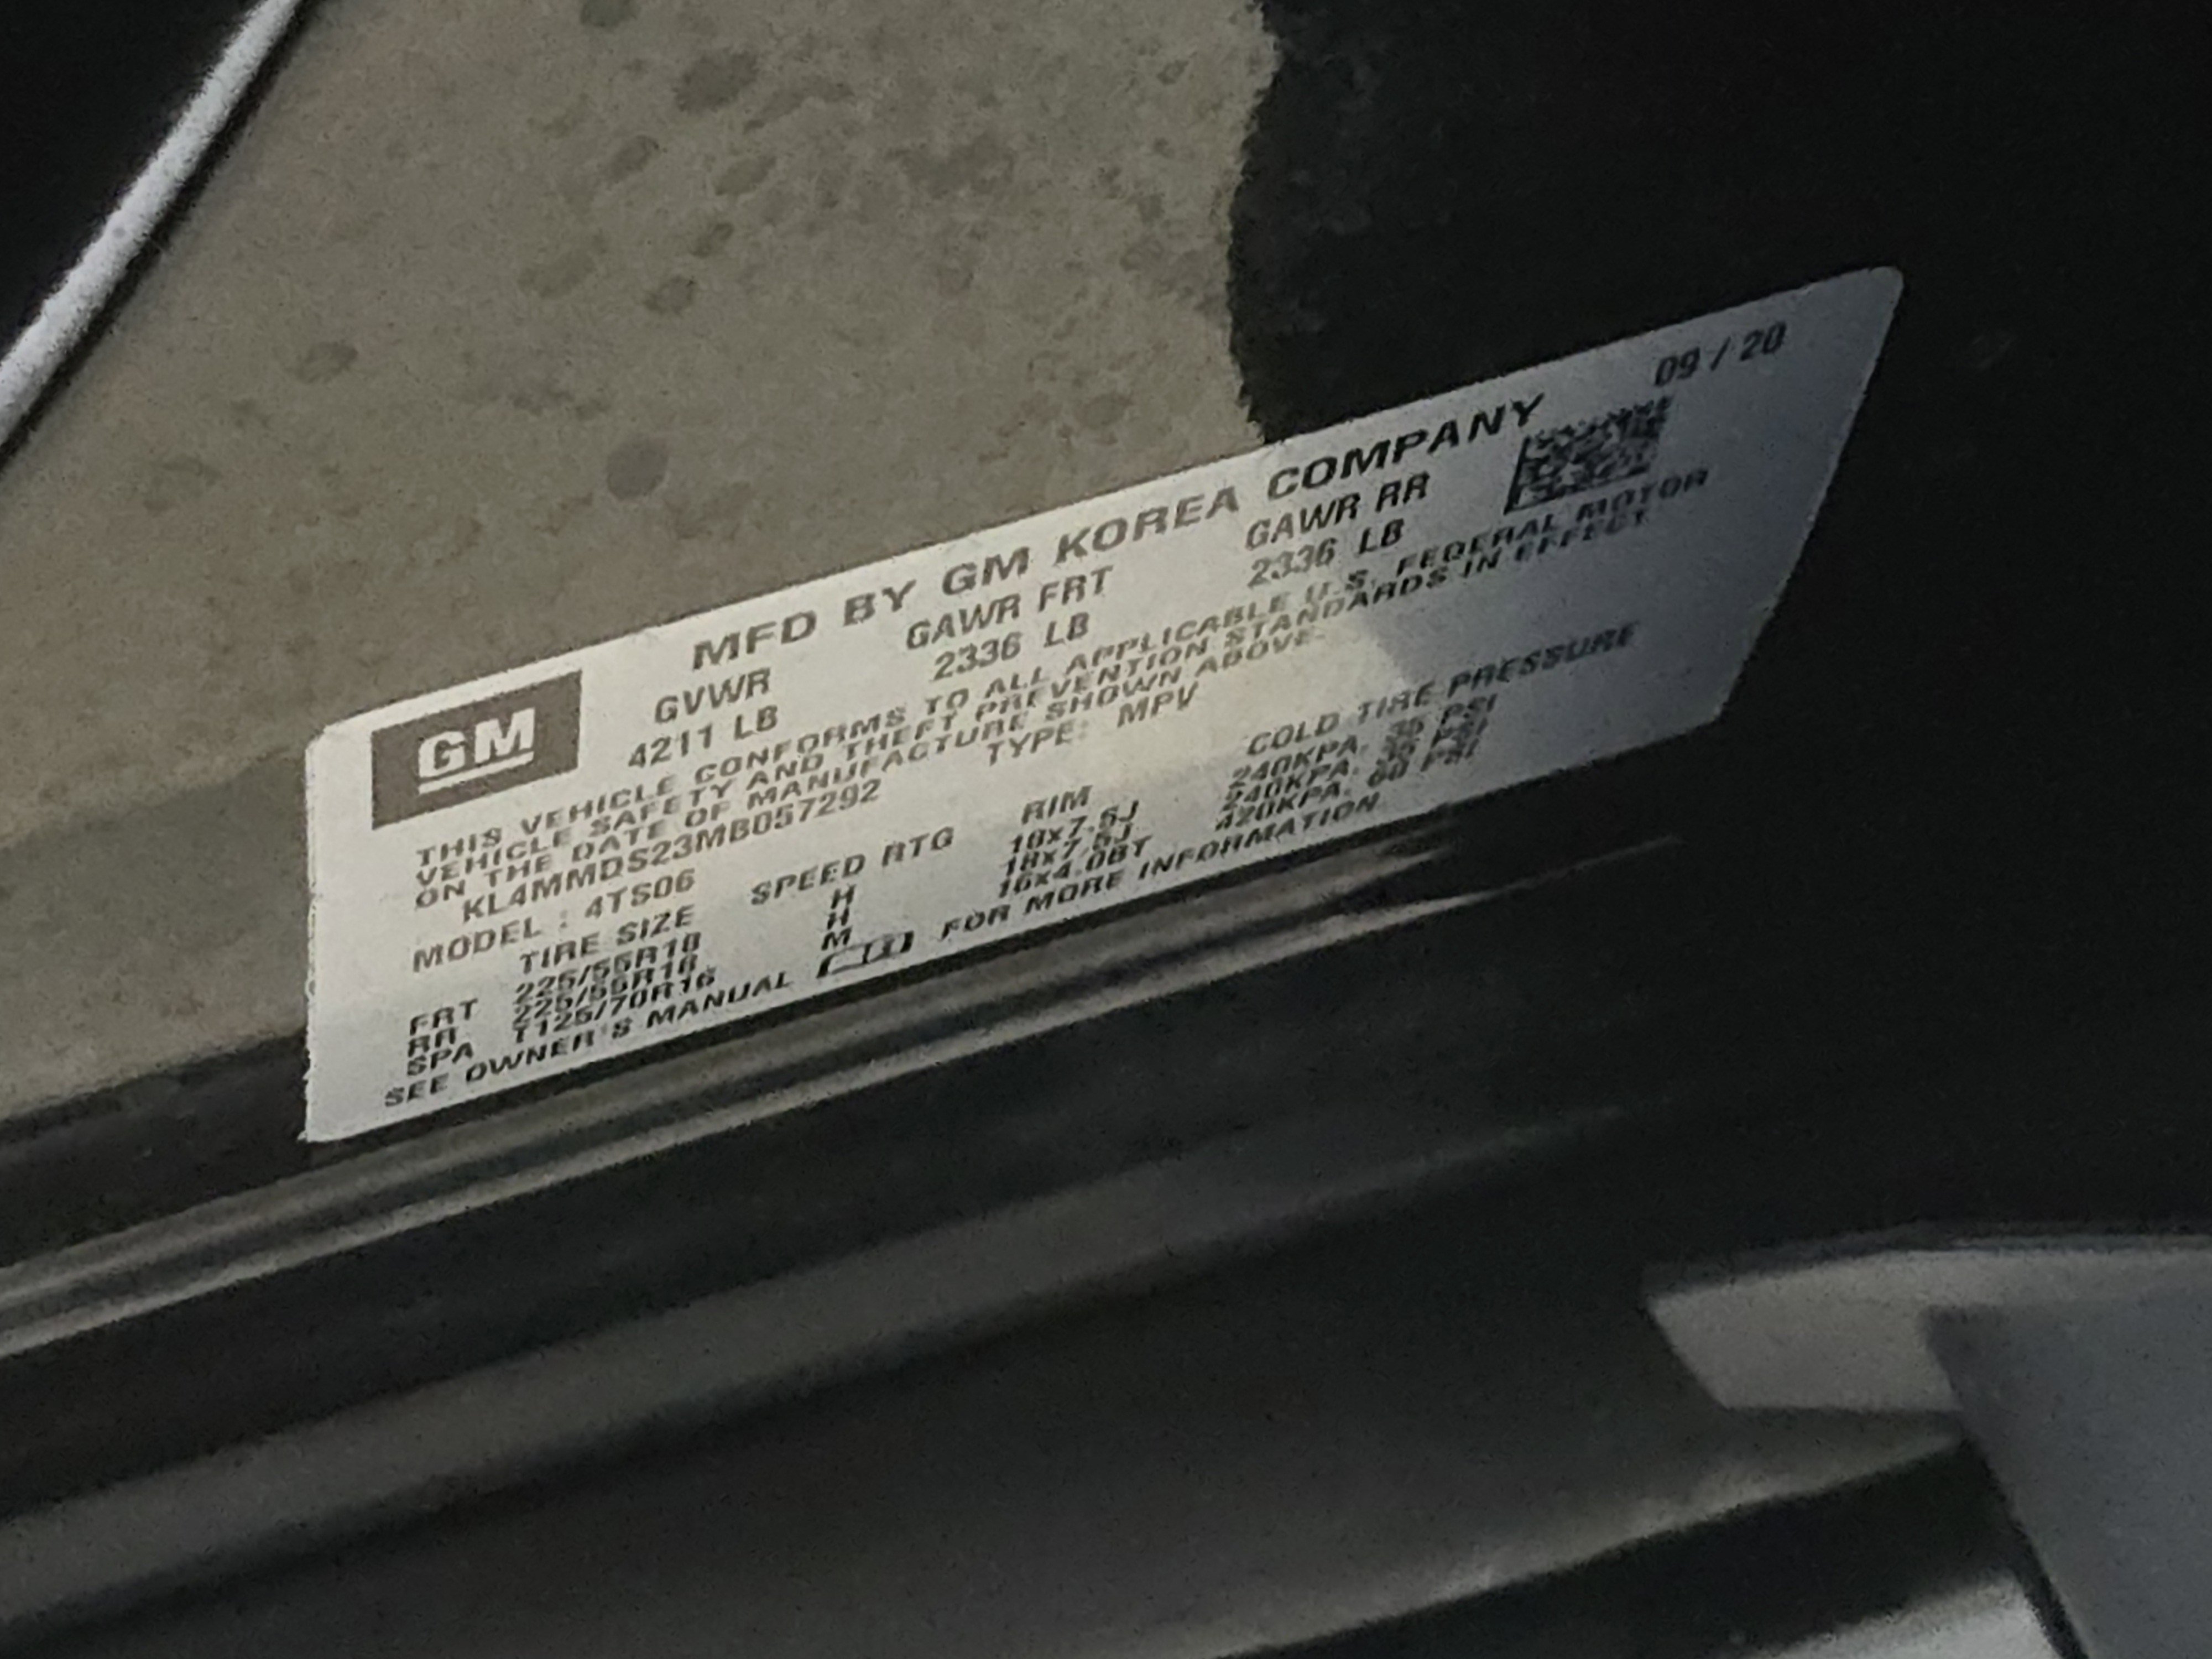 09 / 20
MFD BY GM KOREA COMPANY
GM
GVWR GAWR FRT GAWR RR
4211 LB 2336 LB 2336 LB
THIS VEHICLE CONFORMS TO ALL APPLICABLE U.S. FEDERAL MOTOR
VEHICLE SAFETY AND THEFT PREVENTION STANDARDS IN EFFECT
ON THE DATE OF MANUFACTURE SHOWN ABOVE.
KL4MMDS23MB057292 TYPE: MPV
MODEL : 4TS06
TIRE SIZE SPEED RTG RIM COLD TIRE PRESSURE
FRT 225/55R18 H 18x7.5J 240KPA, 35 PSI
RR 225/55R18 H 18x7.5J 240KPA, 35 PSI
SPA T125/70R16 M 16x4.0BT 420KPA, 60 PSI
SEE OWNER'S MANUAL FOR MORE INFORMATION